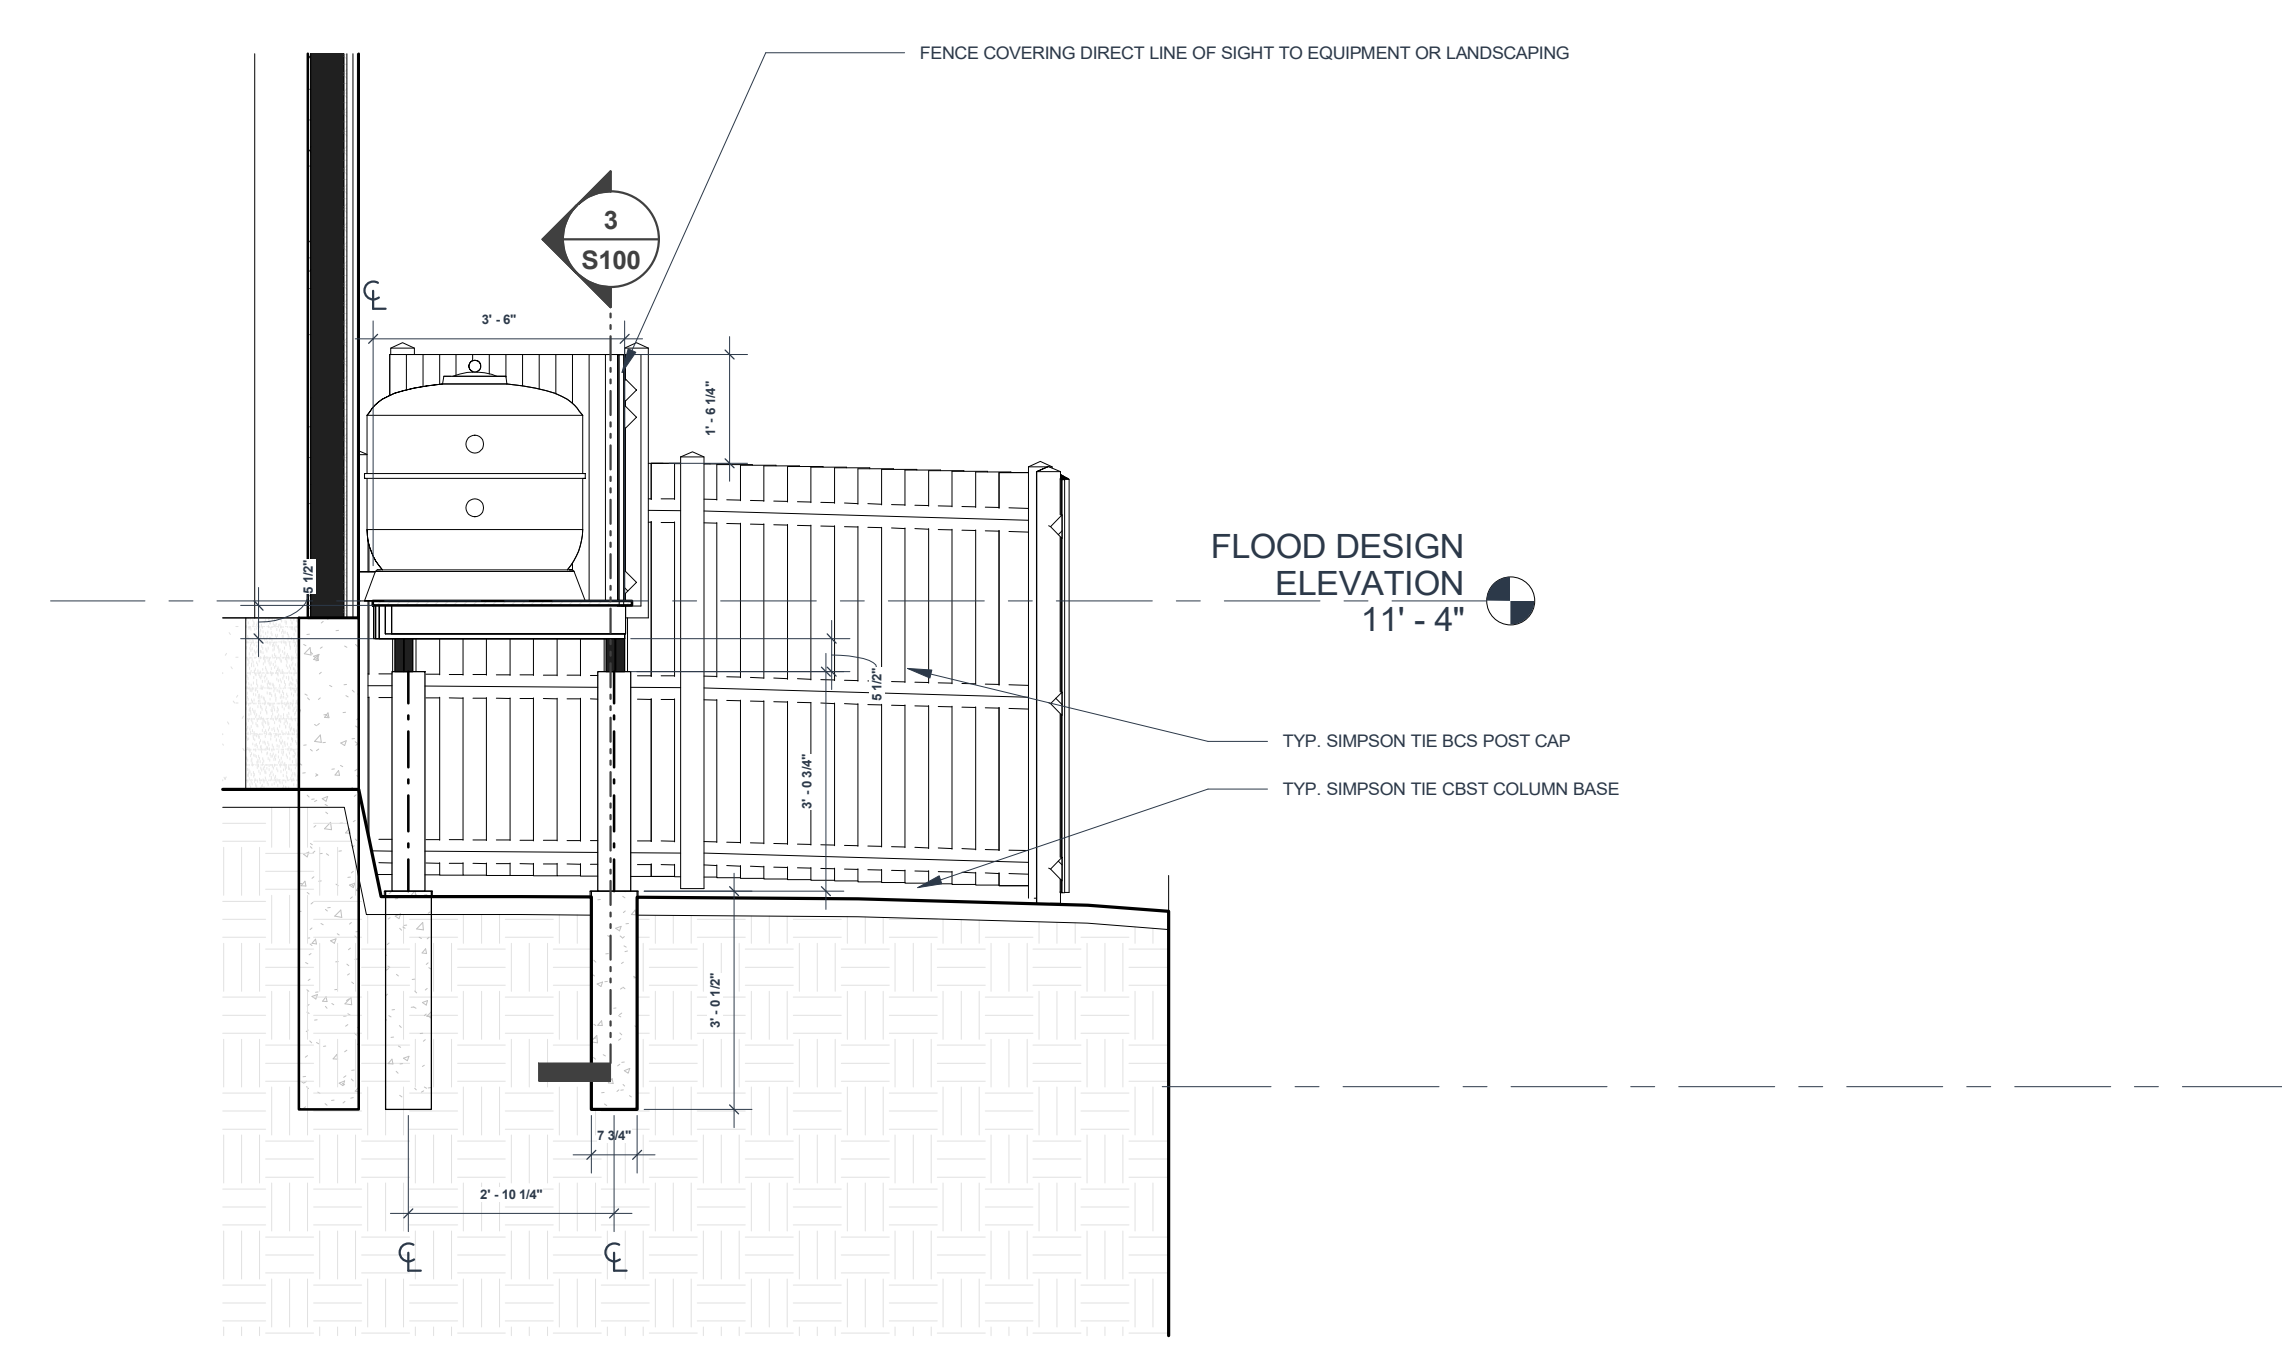 FENCE COVERING DIRECT LINE OF SIGHT TO EQUIPMENT OR LANDSCAPING
3
S100
℄
3' - 6"
1' - 6 1/4"
FLOOD DESIGN
ELEVATION
11' - 4"
5 1/2"
5 1/2"
TYP. SIMPSON TIE BCS POST CAP
3' - 0 3/4"
TYP. SIMPSON TIE CBST COLUMN BASE
3' - 0 1/2"
7 3/4"
2' - 10 1/4"
℄
℄